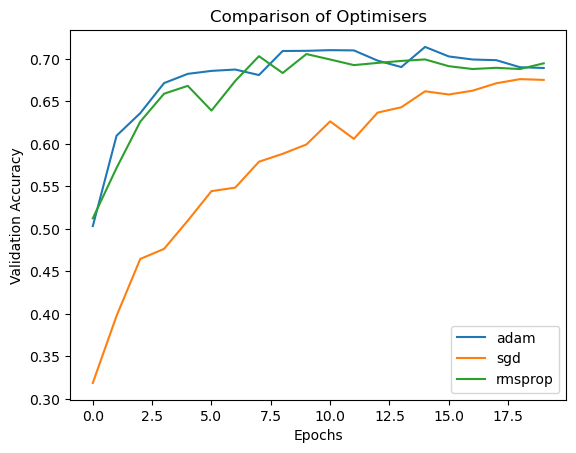 Comparison of Optimisers
Validation Accuracy
0.70
0.65
0.60
0.55
0.50
0.45
0.40
0.35
0.30
adam
sgd
rmsprop
0.0 2.5 5.0 7.5 10.0 12.5 15.0 17.5
Epochs